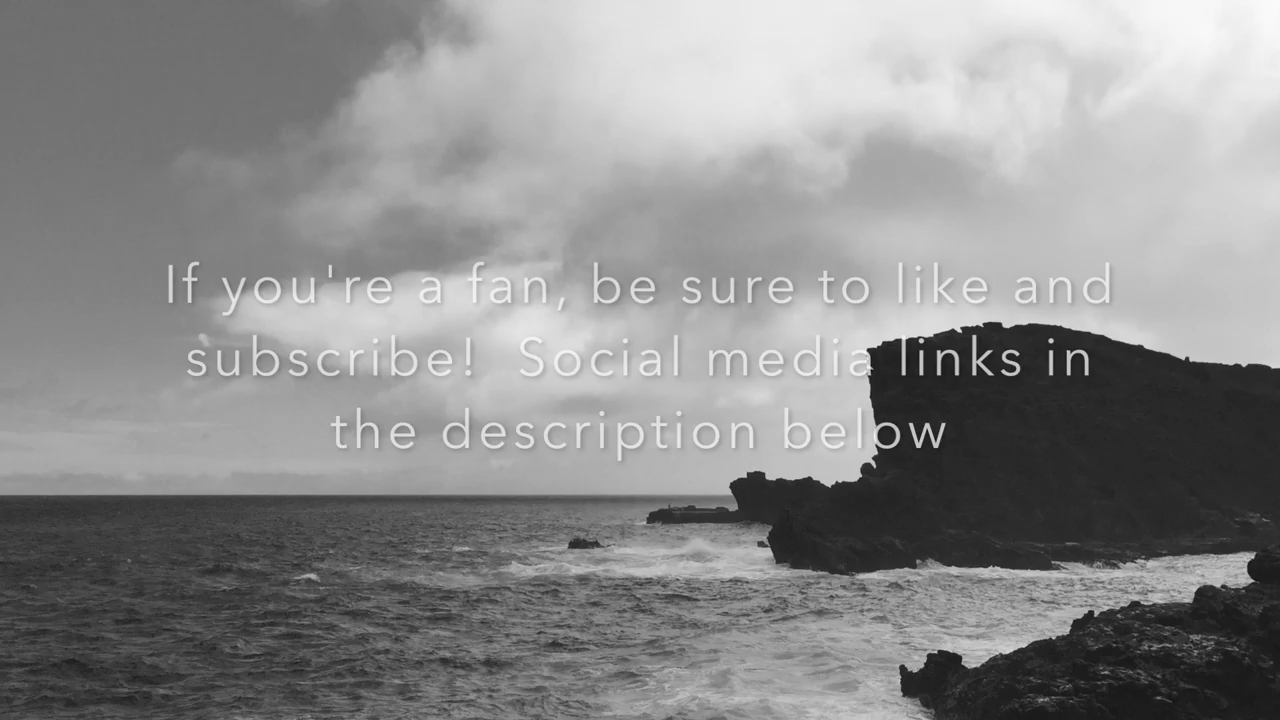 If you're a fan, be sure to like and
subscribe!  Social media links in
the description below